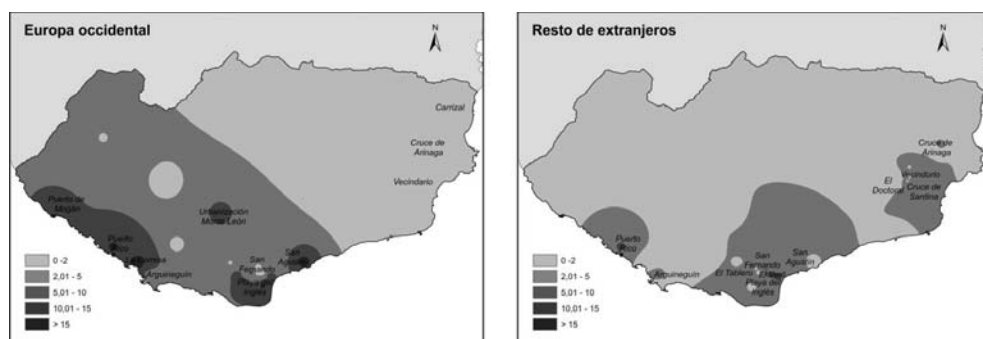 Europa occidental
N
Carrizal
Cruce de
Arinaga
Vecindario
Puerto de
Mogán
Urbanización
Monte León
Puerto
Rico
Arguineguín
San
Fernando
San
Agustín
Playa del
Inglés
0 -2
2,01 - 5
5,01 - 10
10,01 - 15
> 15
Resto de extranjeros
N
Cruce de
Arinaga
Vecindario
El
Doctoral
Cruce de
Sardina
Puerto
Rico
Arguineguín
San
Fernando
San
Agustín
El Tablero
Playa del
Inglés
0 -2
2,01 - 5
5,01 - 10
10,01 - 15
> 15